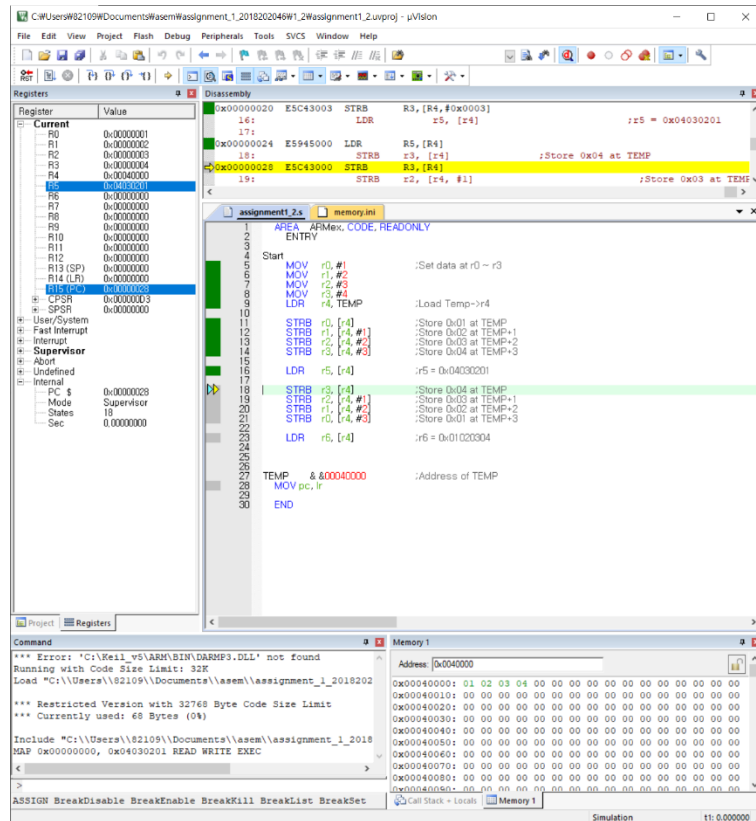 C:₩Users₩82109₩Documents₩asem₩assignment_1_2018202046₩1_2₩assignment1_2.uvproj - µVision
File Edit View Project Flash Debug Peripherals Tools SVCS Window Help
Registers
Register Value
Current
R0 0x00000001
R1 0x00000002
R2 0x00000003
R3 0x00000004
R4 0x00040000
R5 0x04030201
R6 0x00000000
R7 0x00000000
R8 0x00000000
R9 0x00000000
R10 0x00000000
R11 0x00000000
R12 0x00000000
R13 (SP) 0x00000000
R14 (LR) 0x00000000
R15 (PC) 0x00000028
CPSR 0x000000D3
SPSR 0x00000000
User/System
Fast Interrupt
Interrupt
Supervisor
Abort
Undefined
Internal
PC $ 0x00000028
Mode Supervisor
States 18
Sec 0.00000000
Project Registers
Disassembly
0x00000020 E5C43003 STRB R3,[R4,#0x0003]
16: LDR r5, [r4] ;r5 = 0x04030201
17:
0x00000024 E5945000 LDR R5,[R4]
18: STRB r3, [r4] ;Store 0x04 at TEMP
0x00000028 E5C43000 STRB R3,[R4]
19: STRB r2, [r4, #1] ;Store 0x03 at TEMP
assignment1_2.s memory.ini
1 AREA ARMex, CODE, READONLY
2 ENTRY
3
4 Start
5 MOV r0, #1 ;Set data at r0 ~ r3
6 MOV r1, #2
7 MOV r2, #3
8 MOV r3, #4
9 LDR r4, TEMP ;Load Temp->r4
10
11 STRB r0, [r4] ;Store 0x01 at TEMP
12 STRB r1, [r4, #1] ;Store 0x02 at TEMP+1
13 STRB r2, [r4, #2] ;Store 0x03 at TEMP+2
14 STRB r3, [r4, #3] ;Store 0x04 at TEMP+3
15
16 LDR r5, [r4] ;r5 = 0x04030201
17
18 STRB r3, [r4] ;Store 0x04 at TEMP
19 STRB r2, [r4, #1] ;Store 0x03 at TEMP+1
20 STRB r1, [r4, #2] ;Store 0x02 at TEMP+2
21 STRB r0, [r4, #3] ;Store 0x01 at TEMP+3
22
23 LDR r6, [r4] ;r6 = 0x01020304
24
25
26
27 TEMP & &00040000 ;Address of TEMP
28 MOV pc, lr
29
30 END
Command
*** Error: 'C:\Keil_v5\ARM\BIN\DARMP3.DLL' not found
Running with Code Size Limit: 32K
Load "C:\\Users\\82109\\Documents\\asem\\assignment_1_2018202
*** Restricted Version with 32768 Byte Code Size Limit
*** Currently used: 68 Bytes (0%)
Include "C:\\Users\\82109\\Documents\\asem\\assignment_1_2018
MAP 0x00000000, 0x04030201 READ WRITE EXEC
>
ASSIGN BreakDisable BreakEnable BreakKill BreakList BreakSet
Memory 1
Address: 0x0040000
0x00040000: 01 02 03 04 00 00 00 00 00 00 00 00 00 00 00 00
0x00040010: 00 00 00 00 00 00 00 00 00 00 00 00 00 00 00 00
0x00040020: 00 00 00 00 00 00 00 00 00 00 00 00 00 00 00 00
0x00040030: 00 00 00 00 00 00 00 00 00 00 00 00 00 00 00 00
0x00040040: 00 00 00 00 00 00 00 00 00 00 00 00 00 00 00 00
0x00040050: 00 00 00 00 00 00 00 00 00 00 00 00 00 00 00 00
0x00040060: 00 00 00 00 00 00 00 00 00 00 00 00 00 00 00 00
0x00040070: 00 00 00 00 00 00 00 00 00 00 00 00 00 00 00 00
0x00040080: 00 00 00 00 00 00 00 00 00 00 00 00 00 00 00 00
0x00040090: 00 00 00 00 00 00 00 00 00 00 00 00 00 00 00 00
Call Stack + Locals Memory 1
Simulation t1: 0.000000